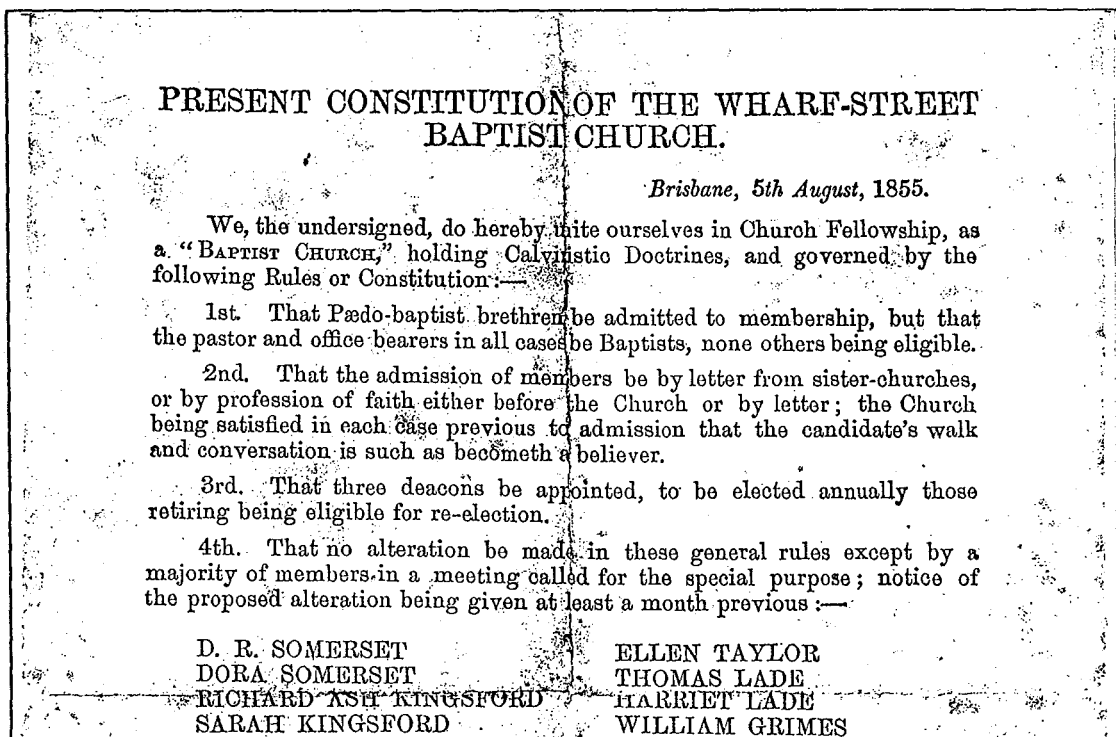 PRESENT CONSTITUTION OF THE WHARF-STREET
BAPTIST CHURCH.
Brisbane, 5th August, 1855.
We, the undersigned, do hereby unite ourselves in Church Fellowship, as
a "BAPTIST CHURCH," holding Calvinistic Doctrines, and governed by the
following Rules or Constitution:—
1st. That Pædo-baptist brethren be admitted to membership, but that
the pastor and office bearers in all cases be Baptists, none others being eligible.
2nd. That the admission of members be by letter from sister-churches,
or by profession of faith either before the Church or by letter; the Church
being satisfied in each case previous to admission that the candidate's walk
and conversation is such as becometh a believer.
3rd. That three deacons be appointed, to be elected annually those
retiring being eligible for re-election.
4th. That no alteration be made in these general rules except by a
majority of members in a meeting called for the special purpose; notice of
the proposed alteration being given at least a month previous:—
D. R. SOMERSET
DORA SOMERSET
RICHARD ASH KINGSFORD
SARAH KINGSFORD
ELLEN TAYLOR
THOMAS LADE
HARRIET LADE
WILLIAM GRIMES